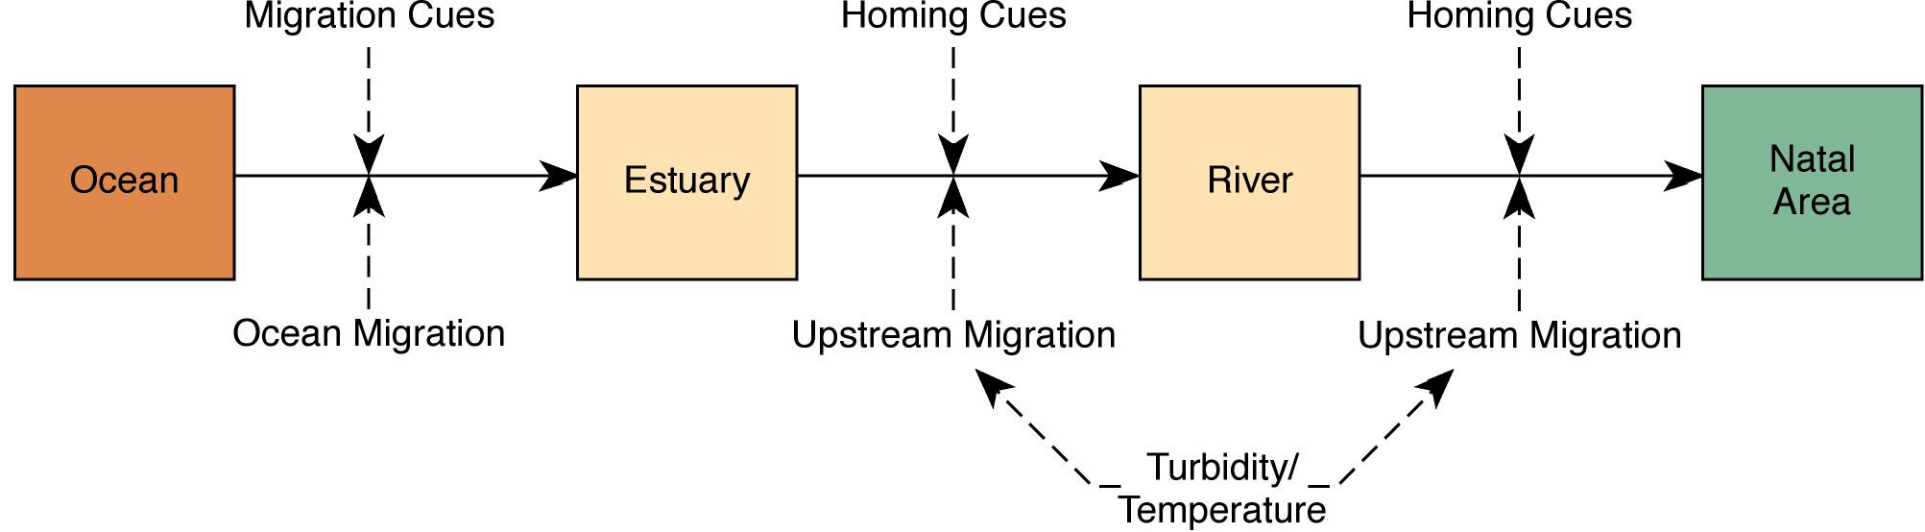 Migration Cues
Homing Cues
Homing Cues
Ocean
Estuary
River
Natal
Area
Ocean Migration
Upstream Migration
Upstream Migration
Turbidity/
Temperature